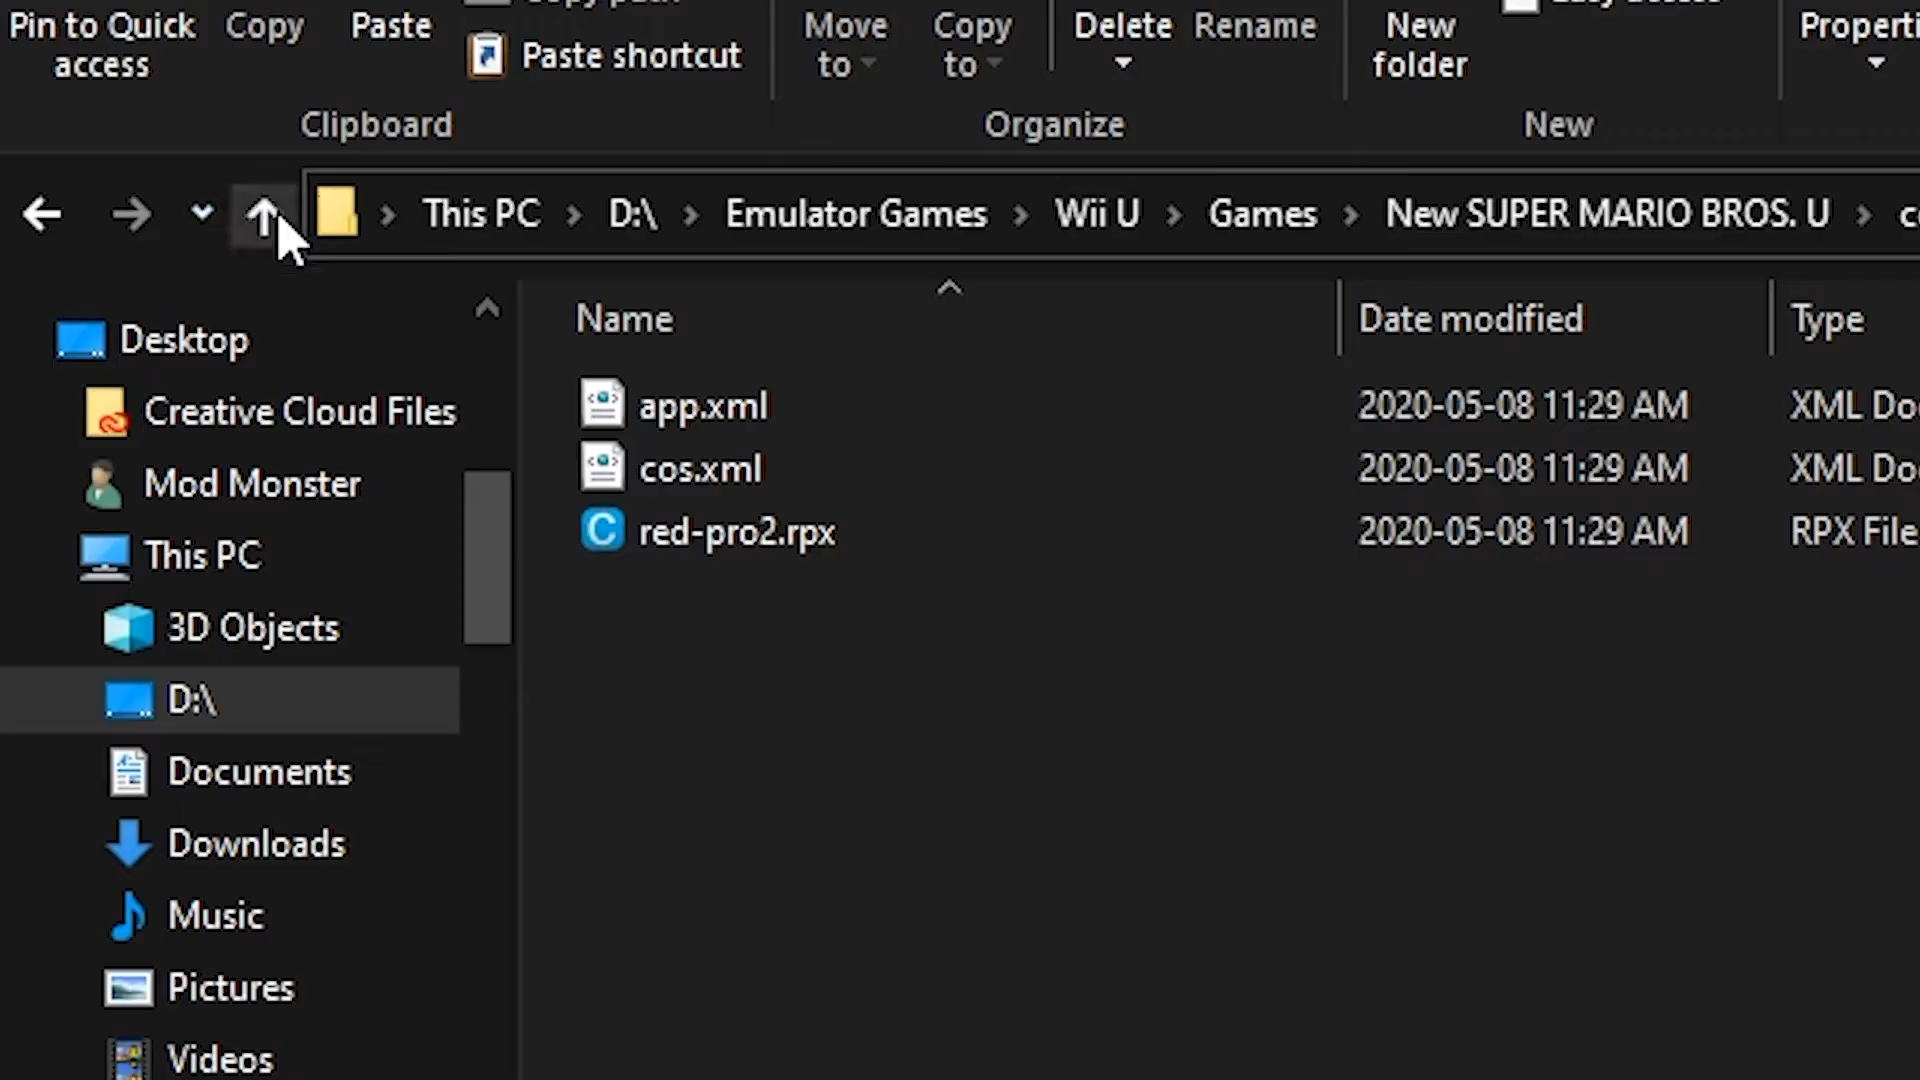 Pin to Quick access
Copy
Paste
Paste shortcut
Move to
Copy to
Delete
Rename
New folder
Clipboard
Organize
New
This PC > D:\ > Emulator Games > Wii U > Games > New SUPER MARIO BROS. U >
Name
Date modified
Type
Desktop
Creative Cloud Files
Mod Monster
This PC
3D Objects
D:\
Documents
Downloads
Music
Pictures
Videos
app.xml 2020-05-08 11:29 AM XML Do
cos.xml 2020-05-08 11:29 AM XML Do
red-pro2.rpx 2020-05-08 11:29 AM RPX File